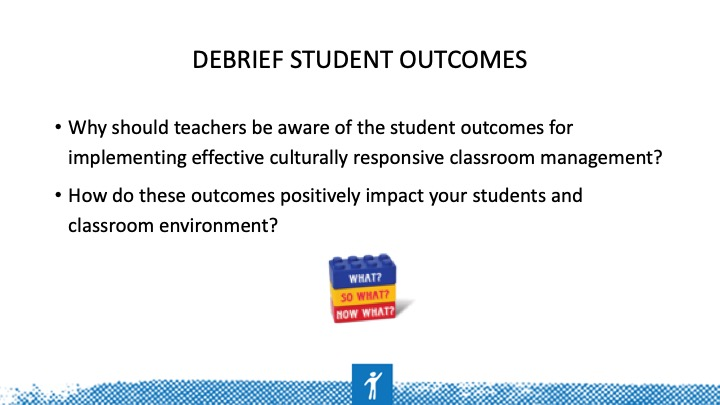 DEBRIEF STUDENT OUTCOMES
• Why should teachers be aware of the student outcomes for
implementing effective culturally responsive classroom management?
• How do these outcomes positively impact your students and
classroom environment?
WHAT?
SO WHAT?
NOW WHAT?